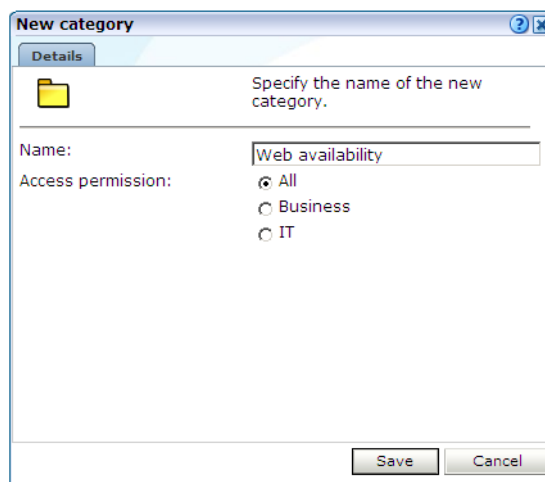 New category
?
Details
Specify the name of the new
category.
Name:
Web availability
Access permission:
All
Business
IT
Save
Cancel